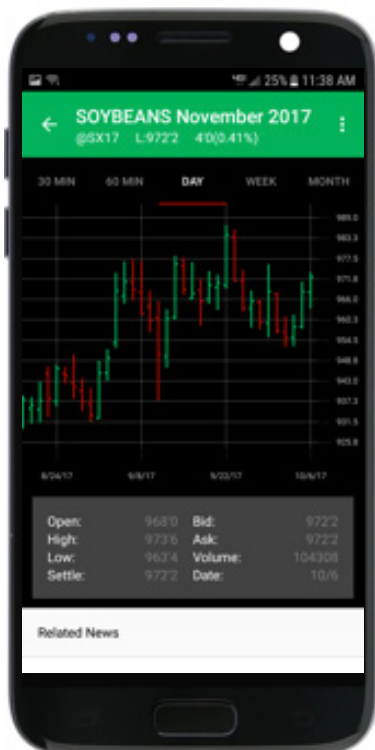 25% 11:38 AM
SOYBEANS November 2017
@SX17 L:972'2 4'0(0.41%)
30 MIN 60 MIN DAY WEEK MONTH
989.0
983.3
977.5
971.8
966.0
960.3
954.5
948.8
943.0
937.3
931.5
925.8
8/24/17 9/8/17 9/22/17 10/6/17
Open: 968'0 Bid: 972'2
High: 973'6 Ask: 972'2
Low: 963'4 Volume: 104308
Settle: 972'2 Date: 10/6
Related News